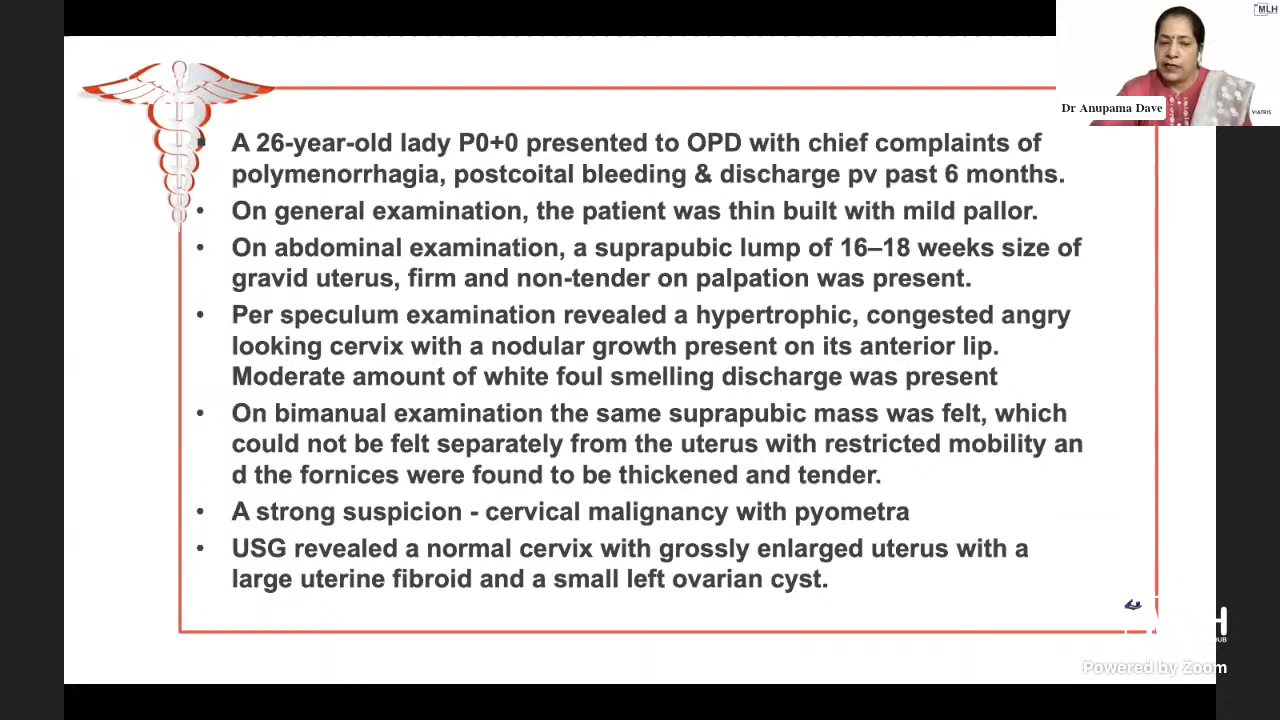 MLH
Dr Anupama Dave
VIATRIS
A 26-year-old lady P0+0 presented to OPD with chief complaints of
polymenorrhagia, postcoital bleeding & discharge pv past 6 months.
• On general examination, the patient was thin built with mild pallor.
• On abdominal examination, a suprapubic lump of 16–18 weeks size of
gravid uterus, firm and non-tender on palpation was present.
• Per speculum examination revealed a hypertrophic, congested angry
looking cervix with a nodular growth present on its anterior lip.
Moderate amount of white foul smelling discharge was present
• On bimanual examination the same suprapubic mass was felt, which
could not be felt separately from the uterus with restricted mobility an
d the fornices were found to be thickened and tender.
• A strong suspicion - cervical malignancy with pyometra
• USG revealed a normal cervix with grossly enlarged uterus with a
large uterine fibroid and a small left ovarian cyst.
Powered by Zoom